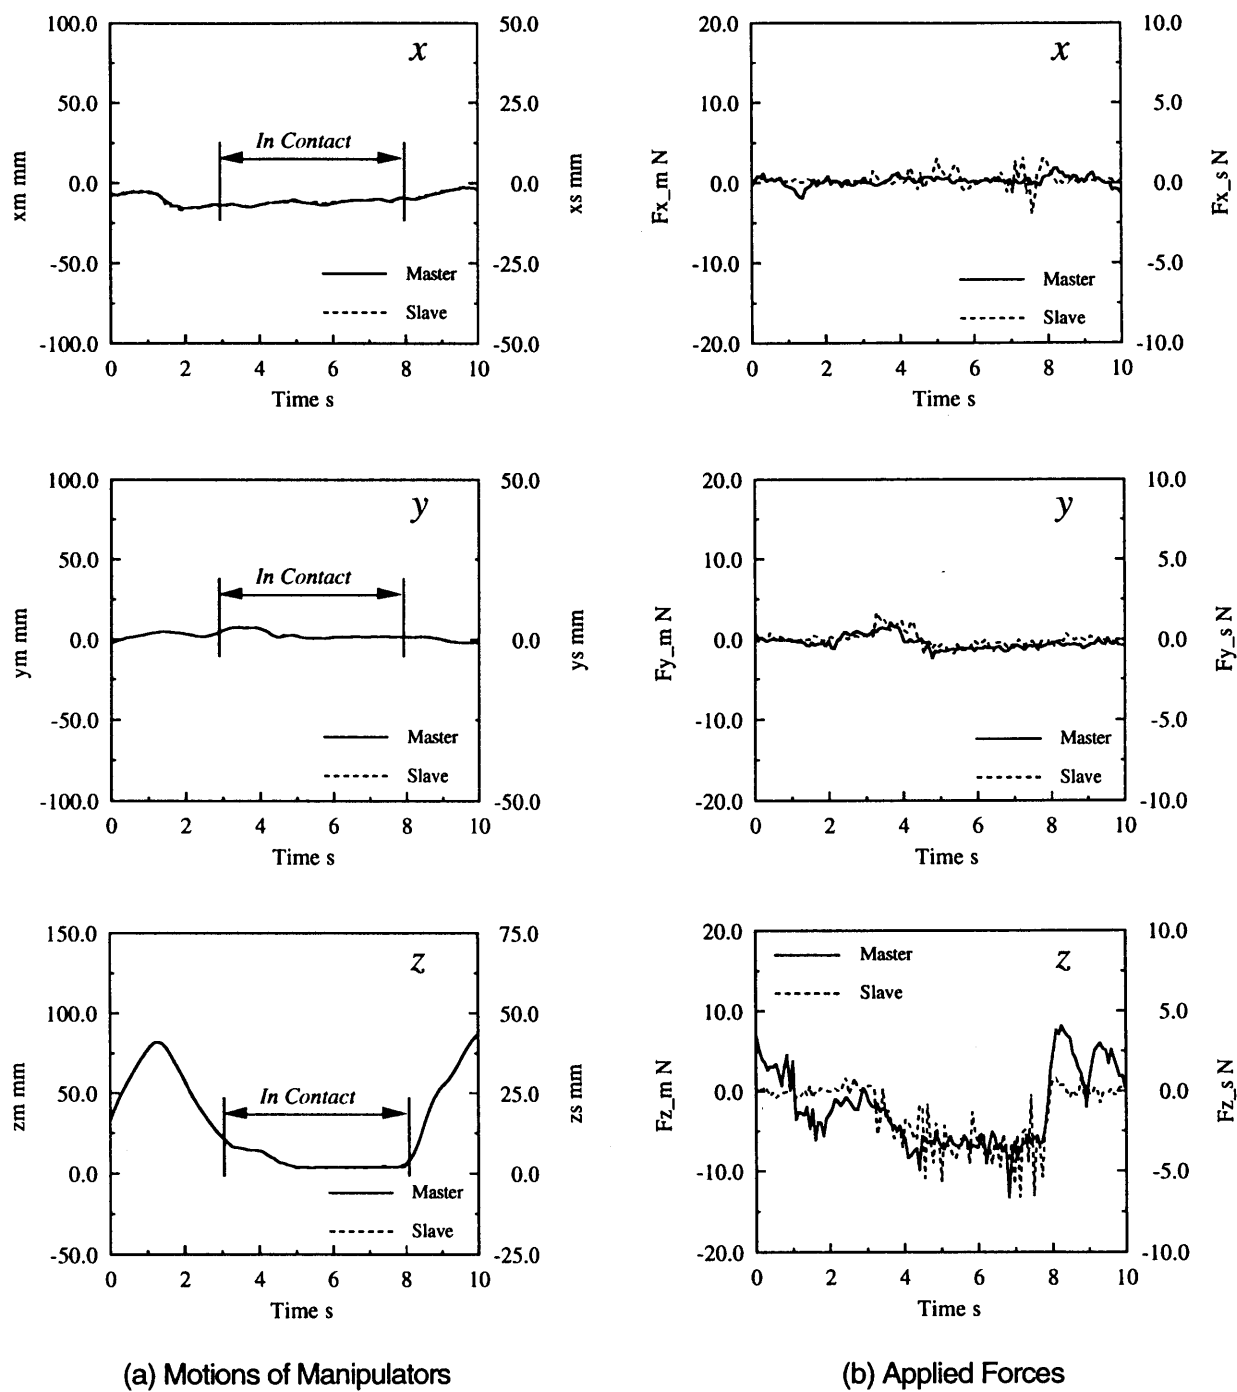 x
100.0
50.0
0.0
-50.0
-100.0
xm mm
50.0
25.0
0.0
-25.0
-50.0
xs mm
In Contact
Master
Slave
0 2 4 6 8 10
Time s
x
20.0
10.0
0.0
-10.0
-20.0
Fx_m N
10.0
5.0
0.0
-5.0
-10.0
Fx_s N
Master
Slave
0 2 4 6 8 10
Time s
y
100.0
50.0
0.0
-50.0
-100.0
ym mm
50.0
0.0
-50.0
ys mm
In Contact
Master
Slave
0 2 4 6 8 10
Time s
y
20.0
10.0
0.0
-10.0
-20.0
Fy_m N
10.0
5.0
0.0
-5.0
-10.0
Fy_s N
Master
Slave
0 2 4 6 8 10
Time s
z
150.0
100.0
50.0
0.0
-50.0
zm mm
75.0
50.0
25.0
0.0
-25.0
zs mm
In Contact
Master
Slave
0 2 4 6 8 10
Time s
z
20.0
10.0
0.0
-10.0
-20.0
Fz_m N
10.0
5.0
0.0
-5.0
-10.0
Fz_s N
Master
Slave
0 2 4 6 8 10
Time s
(a) Motions of Manipulators
(b) Applied Forces